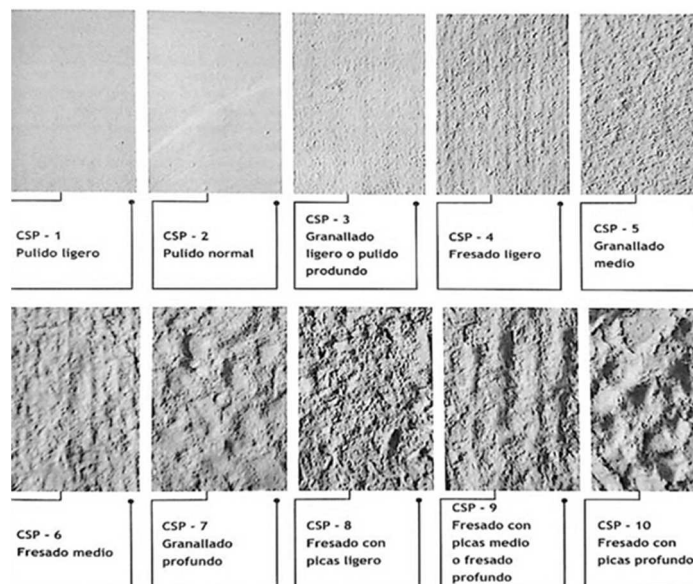 CSP - 1
Pulido ligero
CSP - 2
Pulido normal
CSP - 3
Granallado
ligero o pulido
produndo
CSP - 4
Fresado ligero
CSP - 5
Granallado
medio
CSP - 6
Fresado medio
CSP - 7
Granallado
profundo
CSP - 8
Fresado con
picas ligero
CSP - 9
Fresado con
picas medio
o fresado
profundo
CSP - 10
Fresado con
picas profundo